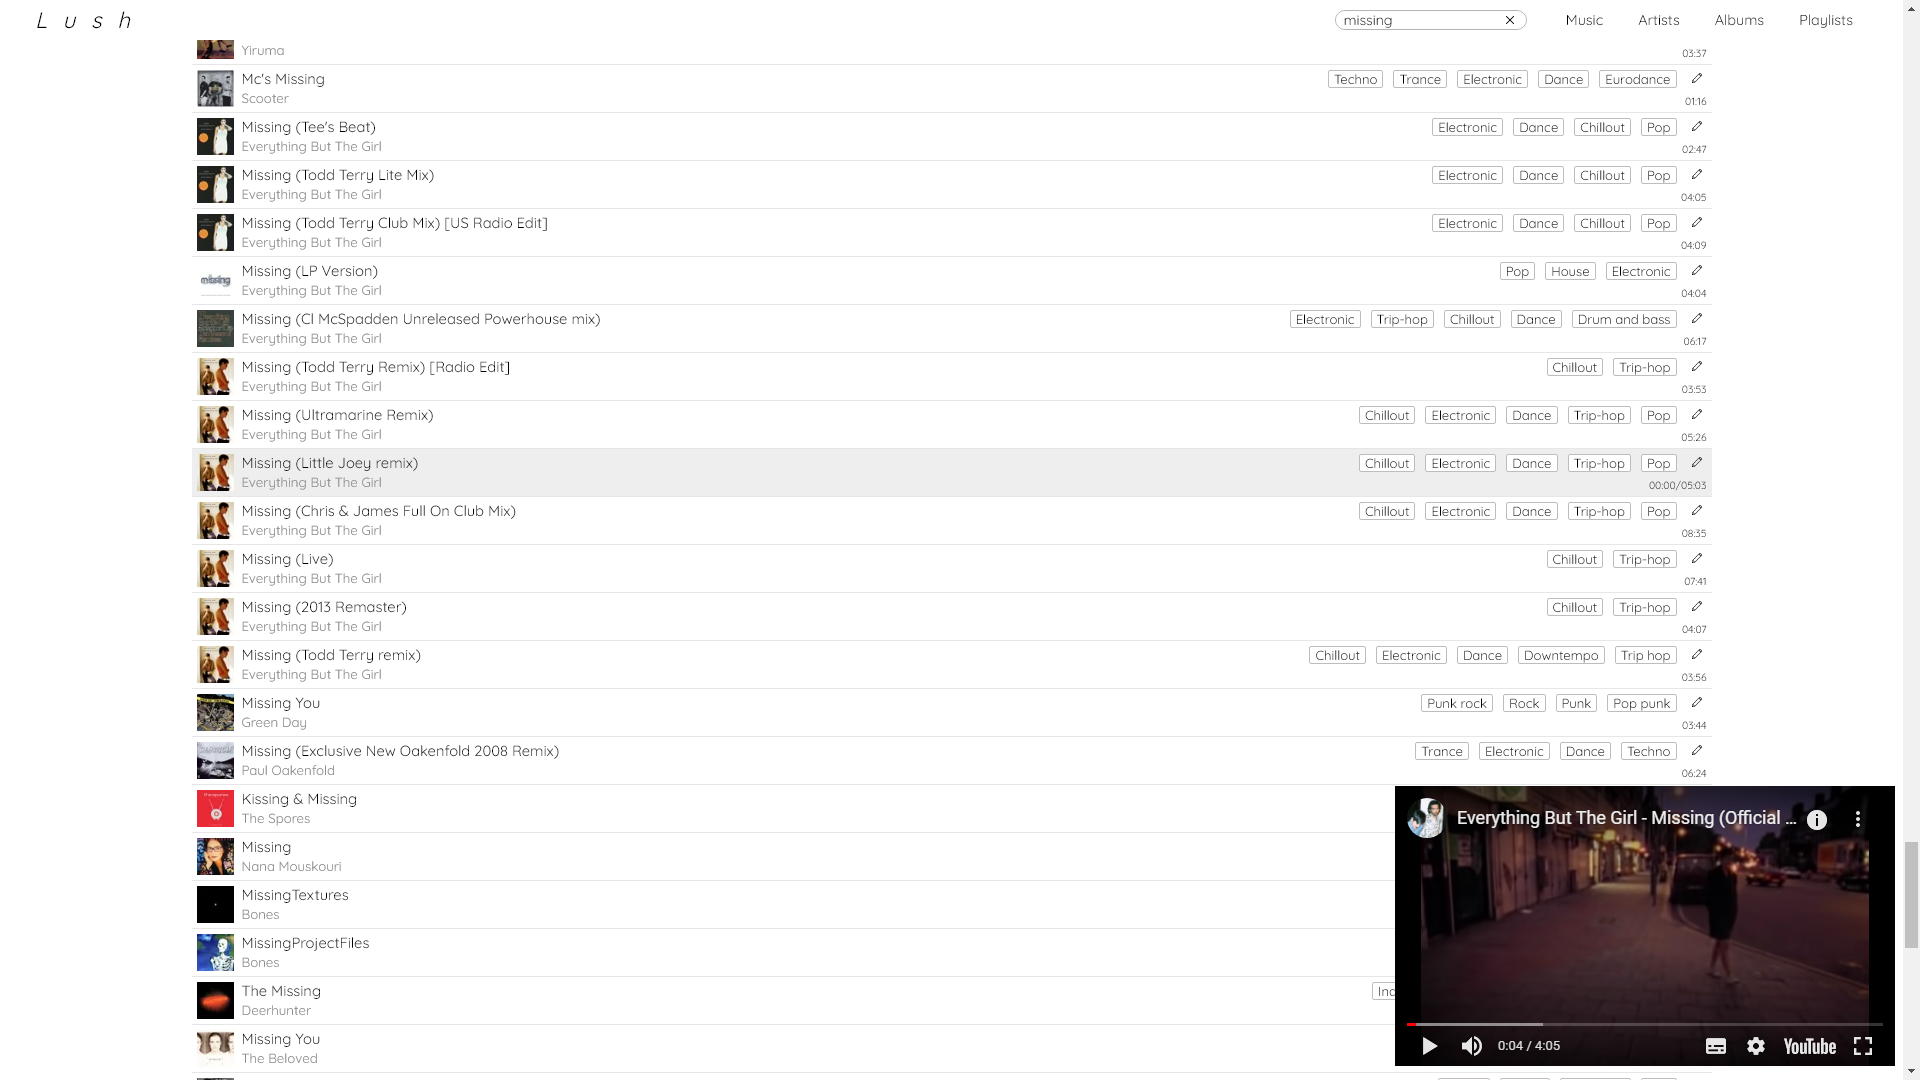 Lush
missing
Music Artists Albums Playlists
Yiruma
03:37
Mc's Missing
Scooter
Techno Trance Electronic Dance Eurodance
01:16
Missing (Tee's Beat)
Everything But The Girl
Electronic Dance Chillout Pop
02:47
Missing (Todd Terry Lite Mix)
Everything But The Girl
Electronic Dance Chillout Pop
04:05
Missing (Todd Terry Club Mix) [US Radio Edit]
Everything But The Girl
Electronic Dance Chillout Pop
04:09
missing
Missing (LP Version)
Everything But The Girl
Pop House Electronic
04:04
Missing (Cl McSpadden Unreleased Powerhouse mix)
Everything But The Girl
Electronic Trip-hop Chillout Dance Drum and bass
06:17
Missing (Todd Terry Remix) [Radio Edit]
Everything But The Girl
Chillout Trip-hop
03:53
Missing (Ultramarine Remix)
Everything But The Girl
Chillout Electronic Dance Trip-hop Pop
05:26
Missing (Little Joey remix)
Everything But The Girl
Chillout Electronic Dance Trip-hop Pop
00:00/05:03
Missing (Chris & James Full On Club Mix)
Everything But The Girl
Chillout Electronic Dance Trip-hop Pop
08:35
Missing (Live)
Everything But The Girl
Chillout Trip-hop
07:41
Missing (2013 Remaster)
Everything But The Girl
Chillout Trip-hop
04:07
Missing (Todd Terry remix)
Everything But The Girl
Chillout Electronic Dance Downtempo Trip hop
03:56
Missing You
Green Day
Punk rock Rock Punk Pop punk
03:44
Missing (Exclusive New Oakenfold 2008 Remix)
Paul Oakenfold
Trance Electronic Dance Techno
06:24
Kissing & Missing
The Spores
Missing
Nana Mouskouri
MissingTextures
Bones
MissingProjectFiles
Bones
The Missing
Deerhunter
Missing You
The Beloved
Everything But The Girl - Missing (Official ...
0:04 / 4:05
YouTube